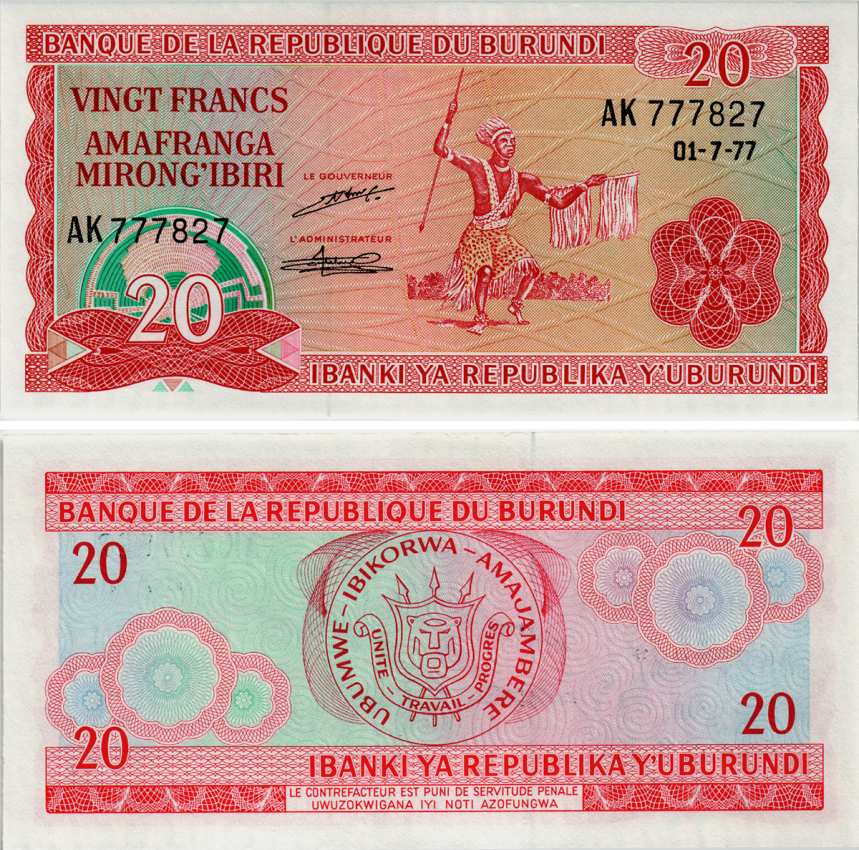 BANQUE DE LA REPUBLIQUE DU BURUNDI
20
VINGT FRANCS
AMAFRANGA
MIRONG'IBIRI
AK 777827
01-7-77
LE GOUVERNEUR
L'ADMINISTRATEUR
AK 777827
20
IBANKI YA REPUBLIKA Y'UBURUNDI
BANQUE DE LA REPUBLIQUE DU BURUNDI
20
20
UBUMWE - IBIKORWA - AMAJAMBERE
UNITE - TRAVAIL - PROGRES
20
20
IBANKI YA REPUBLIKA Y'UBURUNDI
LE CONTREFACTEUR EST PUNI DE SERVITUDE PENALE
UWUZOKWIGANA IYI NOTI AZOFUNGWA